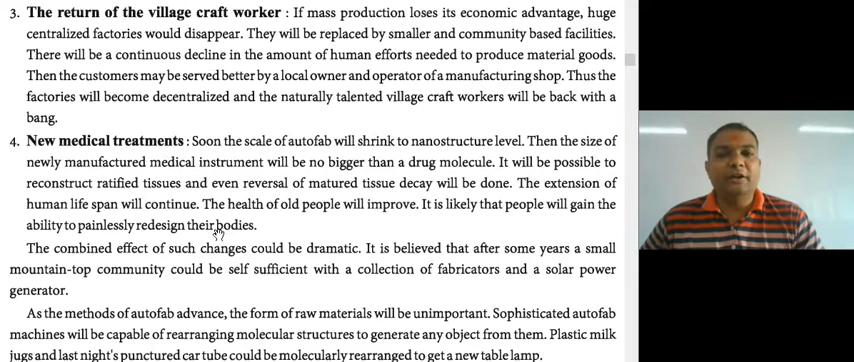 3. The return of the village craft worker : If mass production loses its economic advantage, huge
centralized factories would disappear. They will be replaced by smaller and community based facilities.
There will be a continuous decline in the amount of human efforts needed to produce material goods.
Then the customers may be served better by a local owner and operator of a manufacturing shop. Thus the
factories will become decentralized and the naturally talented village craft workers will be back with a
bang.
4. New medical treatments : Soon the scale of autofab will shrink to nanostructure level. Then the size of
newly manufactured medical instrument will be no bigger than a drug molecule. It will be possible to
reconstruct ratified tissues and even reversal of matured tissue decay will be done. The extension of
human life span will continue. The health of old people will improve. It is likely that people will gain the
ability to painlessly redesign their bodies.
The combined effect of such changes could be dramatic. It is believed that after some years a small
mountain-top community could be self sufficient with a collection of fabricators and a solar power
generator.
As the methods of autofab advance, the form of raw materials will be unimportant. Sophisticated autofab
machines will be capable of rearranging molecular structures to generate any object from them. Plastic milk
jugs and last night's punctured car tube could be molecularly rearranged to get a new table lamp.